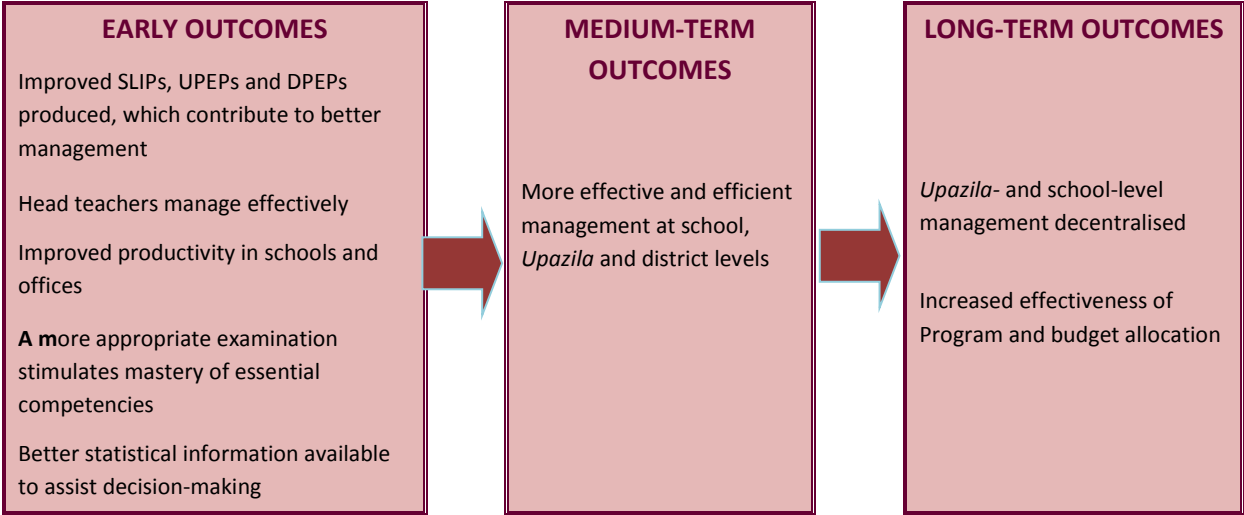 EARLY OUTCOMES
Improved SLIPs, UPEPs and DPEPs
produced, which contribute to better
management
Head teachers manage effectively
Improved productivity in schools and
offices
A more appropriate examination
stimulates mastery of essential
competencies
Better statistical information available
to assist decision-making
MEDIUM-TERM
OUTCOMES
More effective and efficient
management at school,
Upazila and district levels
LONG-TERM OUTCOMES
Upazila- and school-level
management decentralised
Increased effectiveness of
Program and budget allocation